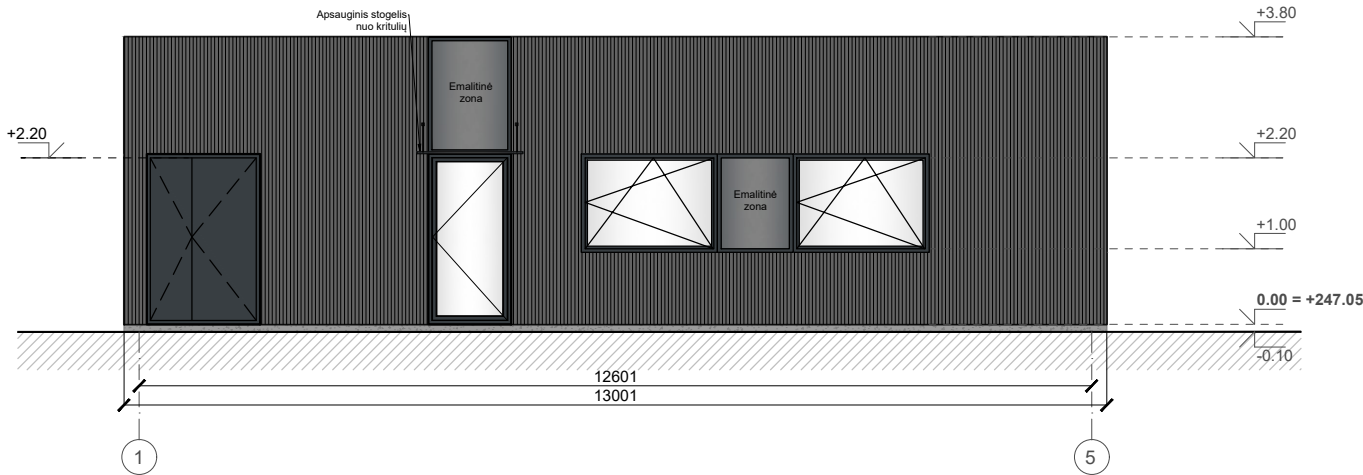 Apsauginis stogelis
nuo kritulių
+3.80
Emalitinė
zona
+2.20
+2.20
Emalitinė
zona
+1.00
0.00 = +247.05
-0.10
12601
13001
1
5